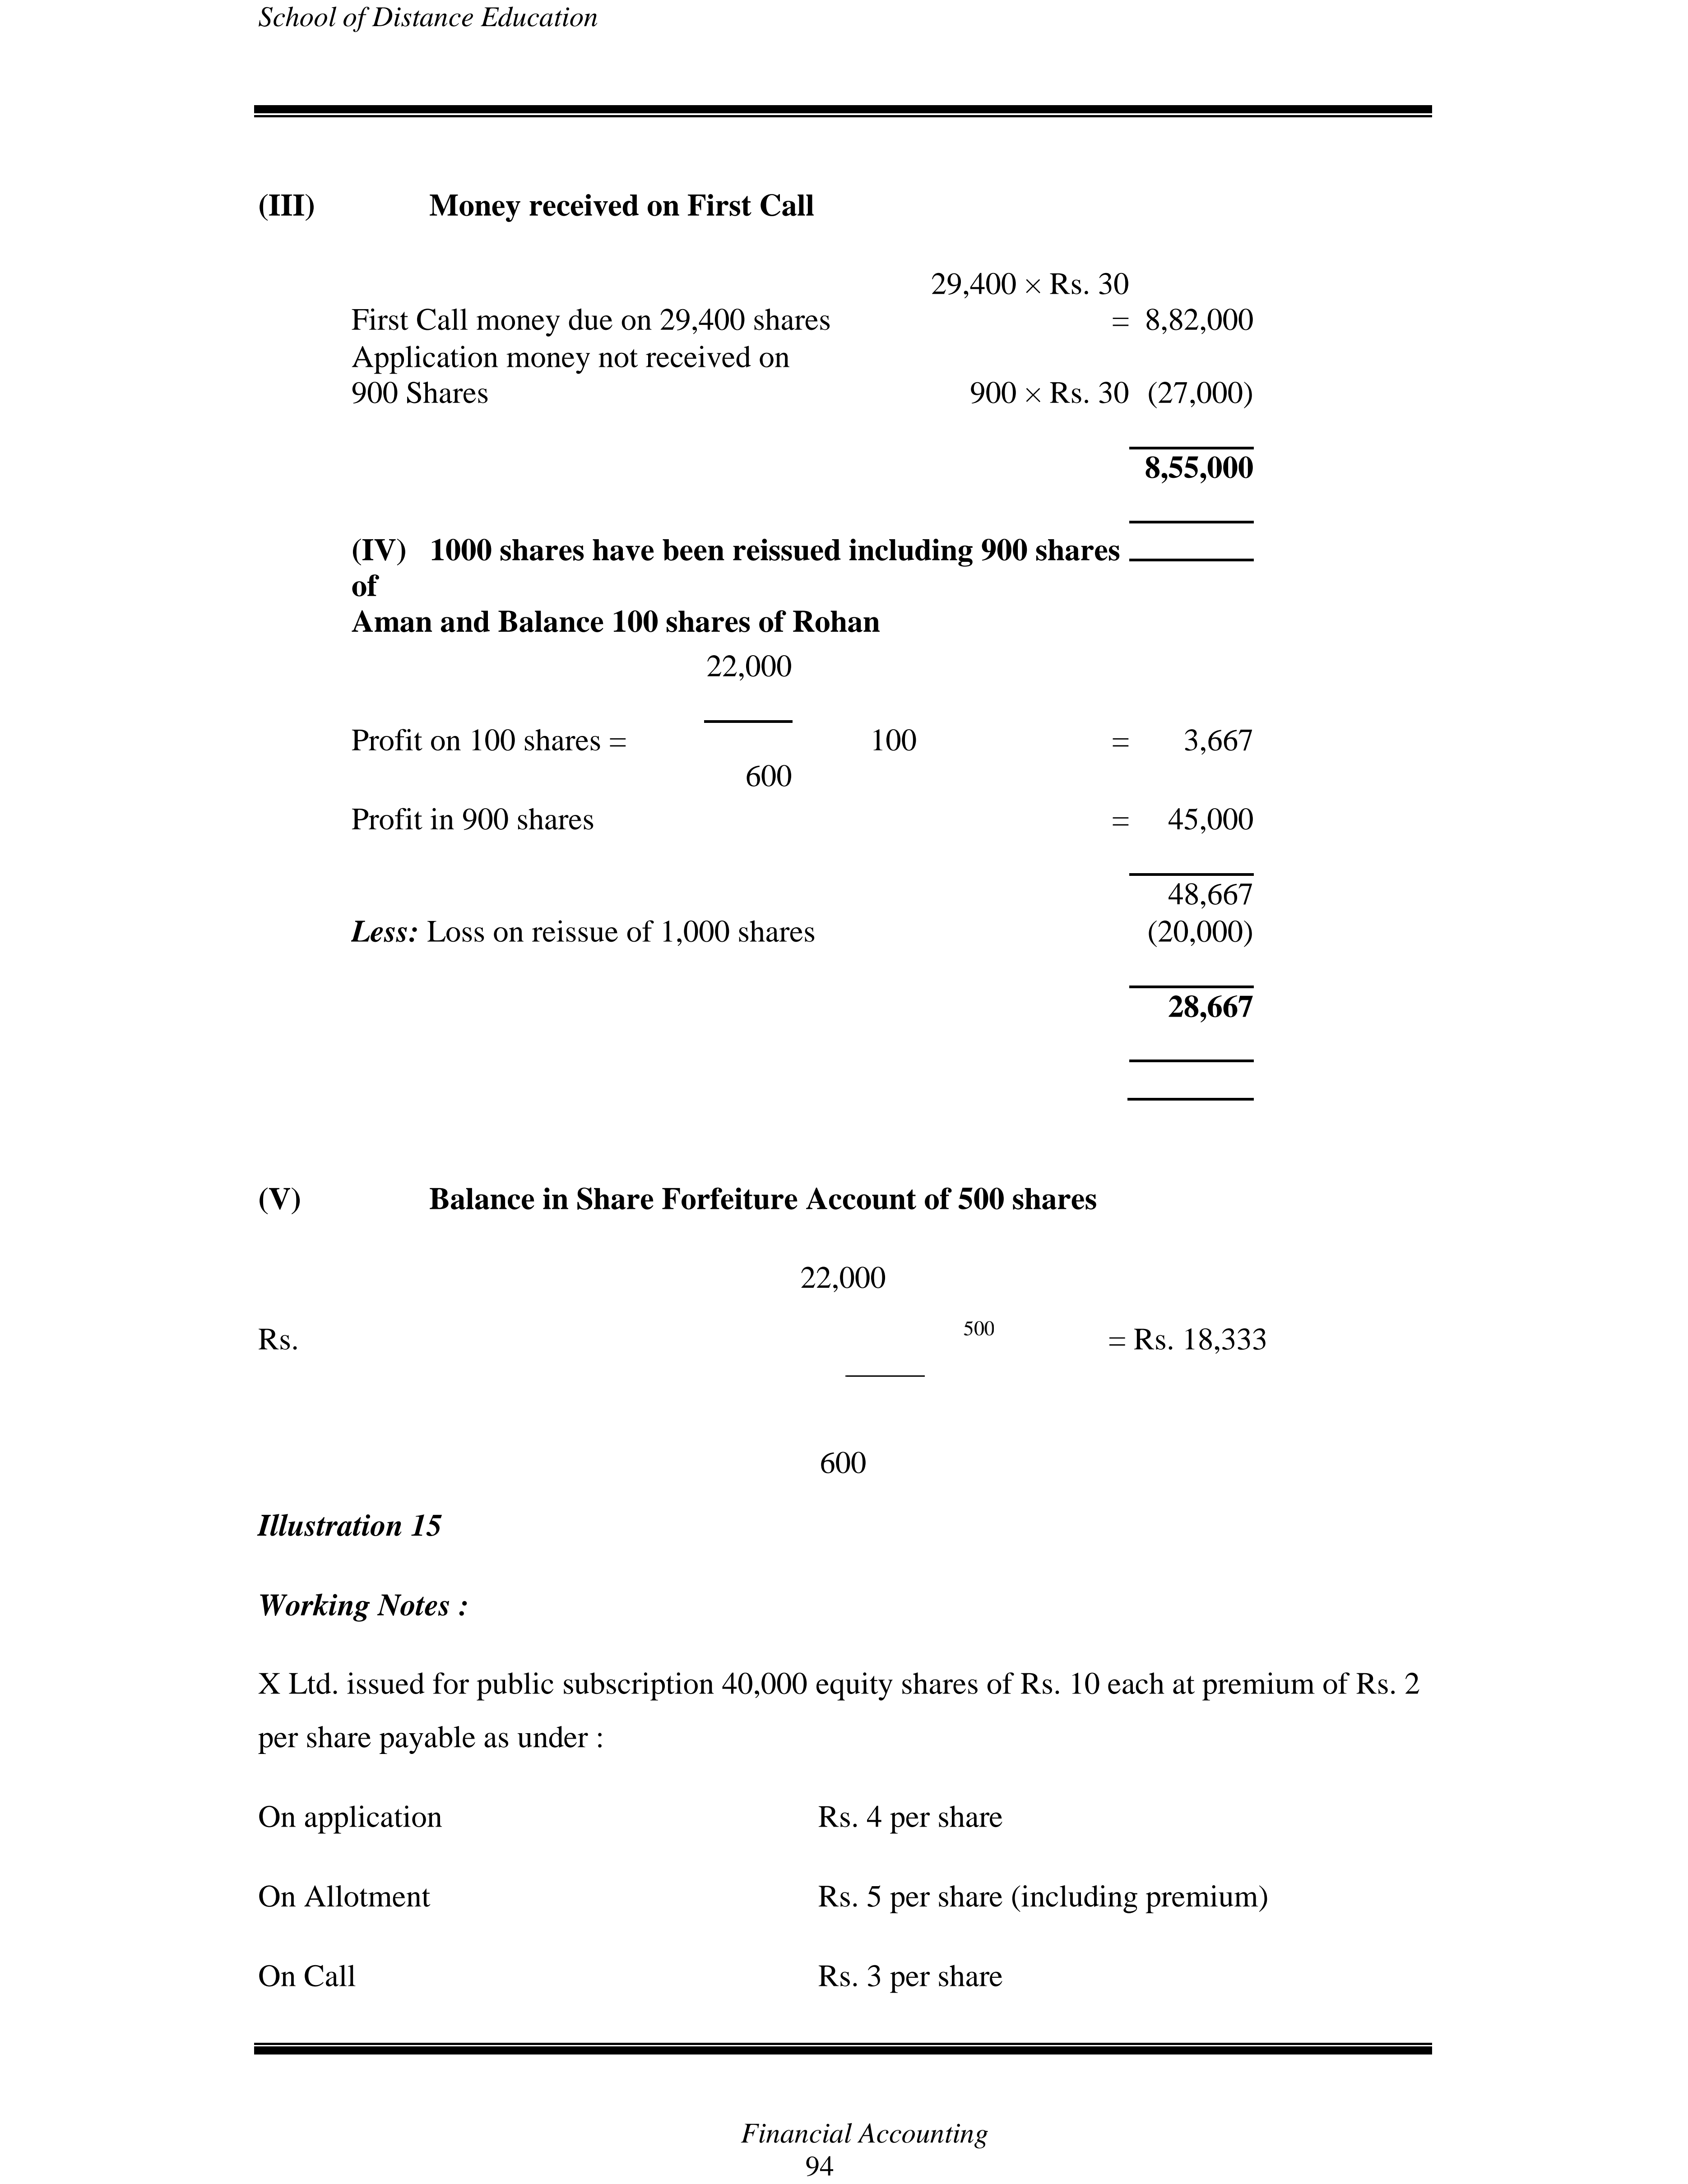 School of Distance Education
(III) Money received on First Call
29,400 × Rs. 30
First Call money due on 29,400 shares = 8,82,000
Application money not received on
900 Shares 900 × Rs. 30 (27,000)
8,55,000
(IV) 1000 shares have been reissued including 900 shares
of
Aman and Balance 100 shares of Rohan
22,000
Profit on 100 shares = 100 = 3,667
600
Profit in 900 shares = 45,000
48,667
Less: Loss on reissue of 1,000 shares (20,000)
28,667
(V) Balance in Share Forfeiture Account of 500 shares
22,000
Rs. 500 = Rs. 18,333
600
Illustration 15
Working Notes :
X Ltd. issued for public subscription 40,000 equity shares of Rs. 10 each at premium of Rs. 2
per share payable as under :
On application Rs. 4 per share
On Allotment Rs. 5 per share (including premium)
On Call Rs. 3 per share
Financial Accounting
94